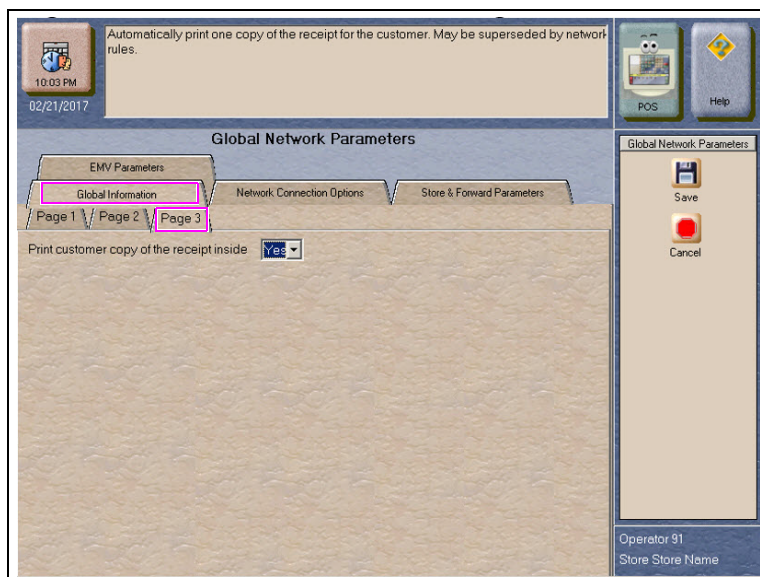 Automatically print one copy of the receipt for the customer. May be superseded by network
rules.
10:03 PM
02/21/2017
POS
Help
Global Network Parameters
EMV Parameters
Global Information
Network Connection Options
Store & Forward Parameters
Page 1
Page 2
Page 3
Print customer copy of the receipt inside
Yes
Global Network Parameters
Save
Cancel
Operator 91
Store Store Name